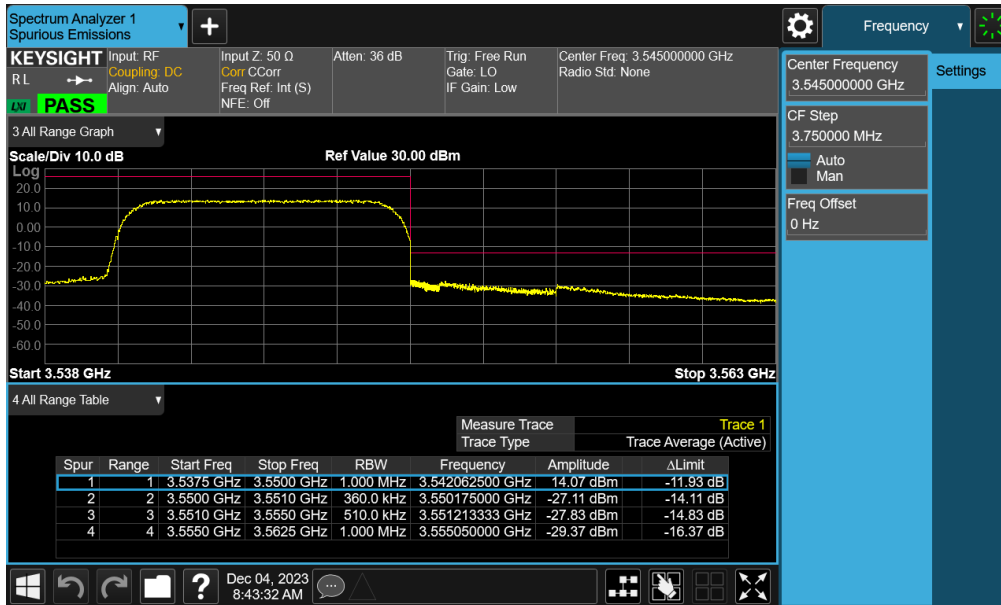 Spectrum Analyzer 1
Spurious Emissions
Frequency
KEYSIGHT
R L
LXI
PASS
Input: RF
Coupling: DC
Align: Auto
Input Z: 50 Ω
Corr CCorr
Freq Ref: Int (S)
NFE: Off
Atten: 36 dB
Trig: Free Run
Gate: LO
IF Gain: Low
Center Freq: 3.545000000 GHz
Radio Std: None
Center Frequency
3.545000000 GHz
Settings
CF Step
3.750000 MHz
Auto
Man
Freq Offset
0 Hz
3 All Range Graph
Scale/Div 10.0 dB
Ref Value 30.00 dBm
Log
20.0
10.0
0.00
-10.0
-20.0
-30.0
-40.0
-50.0
-60.0
Start 3.538 GHz
Stop 3.563 GHz
4 All Range Table
Measure Trace Trace 1
Trace Type Trace Average (Active)
Spur Range Start Freq Stop Freq RBW Frequency Amplitude ΔLimit
1 1 3.5375 GHz 3.5500 GHz 1.000 MHz 3.542062500 GHz 14.07 dBm -11.93 dB
2 2 3.5500 GHz 3.5510 GHz 360.0 kHz 3.550175000 GHz -27.11 dBm -14.11 dB
3 3 3.5510 GHz 3.5550 GHz 510.0 kHz 3.551213333 GHz -27.83 dBm -14.83 dB
4 4 3.5550 GHz 3.5625 GHz 1.000 MHz 3.555050000 GHz -29.37 dBm -16.37 dB
?
Dec 04, 2023
8:43:32 AM